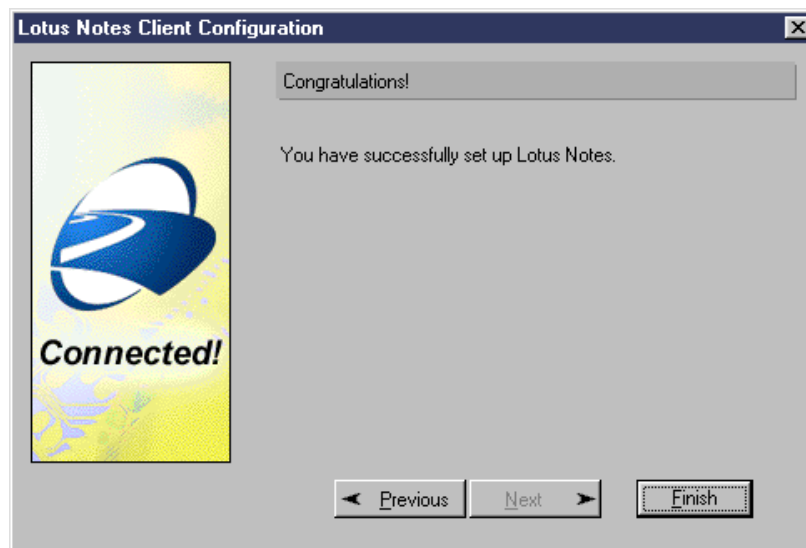 Lotus Notes Client Configuration
Congratulations!
You have successfully set up Lotus Notes.
Connected!
Previous
Next
Finish